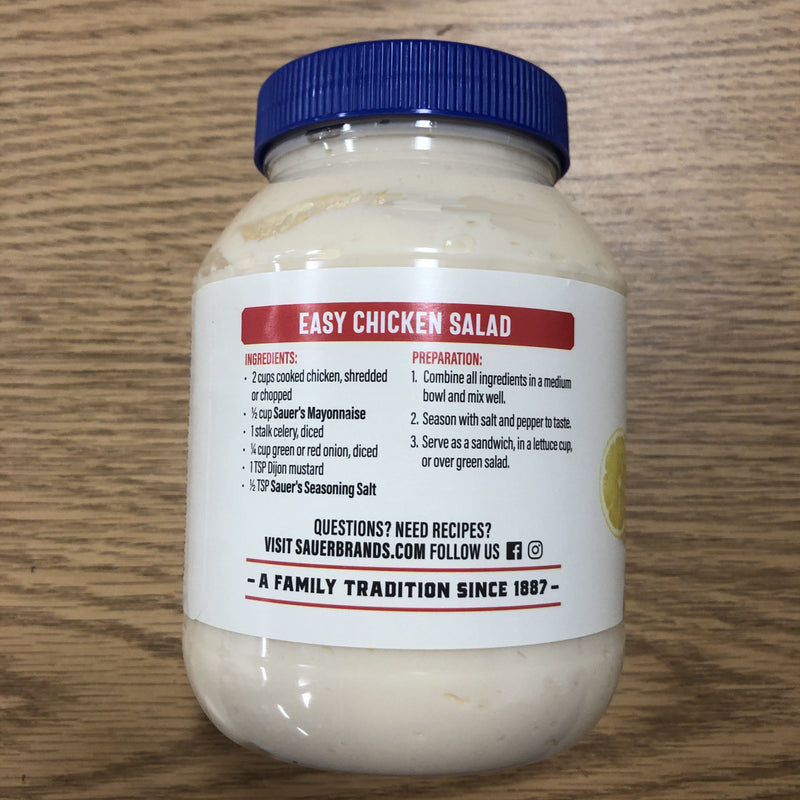 EASY CHICKEN SALAD
INGREDIENTS:
• 2 cups cooked chicken, shredded
or chopped
• ½ cup Sauer's Mayonnaise
• 1 stalk celery, diced
• ¼ cup green or red onion, diced
• 1 TSP Dijon mustard
• ½ TSP Sauer's Seasoning Salt
PREPARATION:
1. Combine all ingredients in a medium
bowl and mix well.
2. Season with salt and pepper to taste.
3. Serve as a sandwich, in a lettuce cup,
or over green salad.
QUESTIONS? NEED RECIPES?
VISIT SAUERBRANDS.COM FOLLOW US
– A FAMILY TRADITION SINCE 1887 –